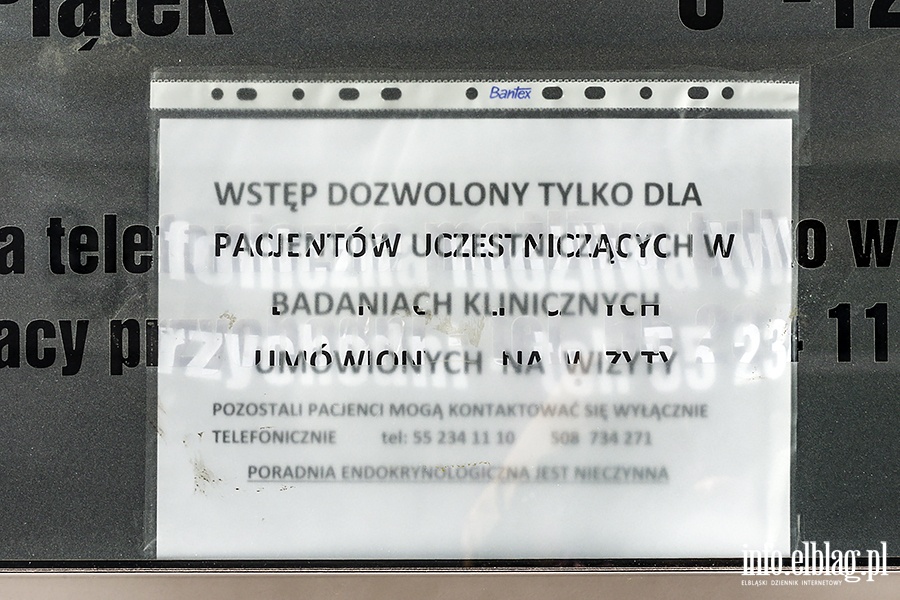 Piątek
8 - 12
Bantex
WSTĘP DOZWOLONY TYLKO DLA
PACJENTÓW UCZESTNICZĄCYCH W
BADANIACH KLINICZNYCH
UMÓWIONYCH NA WIZYTY
POZOSTALI PACJENCI MOGĄ KONTAKTOWAĆ SIĘ WYŁĄCZNIE
TELEFONICZNIE tel: 55 234 11 10 508 734 271
PORADNIA ENDOKRYNOLOGICZNA JEST NIECZYNNA
info.elblag.pl
ELBLĄSKI DZIENNIK INTERNETOWY